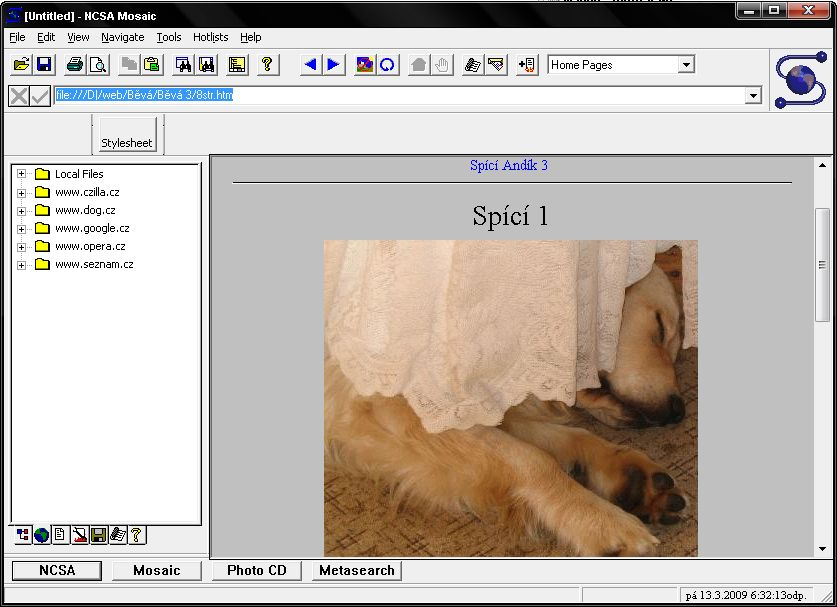 [Untitled] - NCSA Mosaic
File Edit View Navigate Tools Hotlists Help
Home Pages
file:///D|/web/Běvá/Běvá 3/8str.htm
Stylesheet
Local Files
www.czilla.cz
www.dog.cz
www.google.cz
www.opera.cz
www.seznam.cz
Spící Andík 3
Spící 1
NCSA Mosaic Photo CD Metasearch
pá 13.3.2009 6:32:13odp.